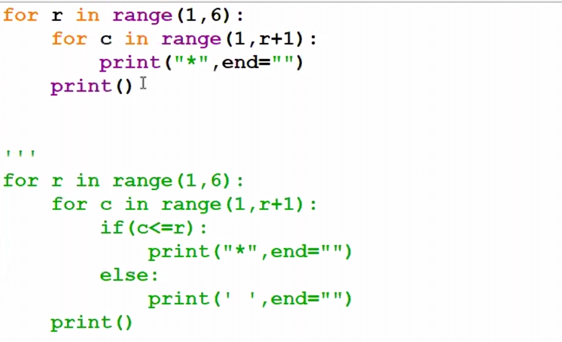 for r in range(1,6):
    for c in range(1,r+1):
        print("*",end="")
    print()
'''
for r in range(1,6):
    for c in range(1,r+1):
        if(c<=r):
            print("*",end="")
        else:
            print(' ',end="")
    print()